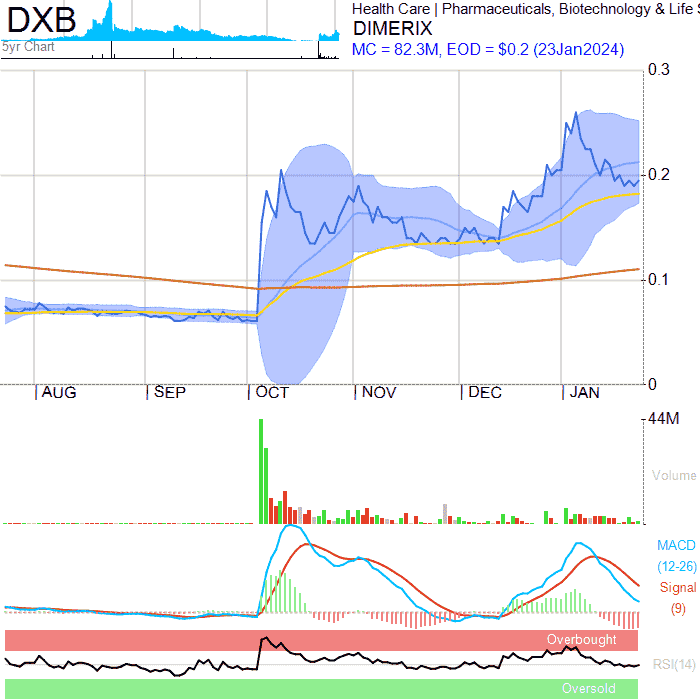 DXB
5yr Chart
Health Care | Pharmaceuticals, Biotechnology & Life S
DIMERIX
MC = 82.3M, EOD = $0.2 (23Jan2024)
0.3
0.2
0.1
0
AUG SEP OCT NOV DEC JAN
44M
Volume
MACD
(12-26)
Signal
(9)
Overbought
RSI(14)
Oversold